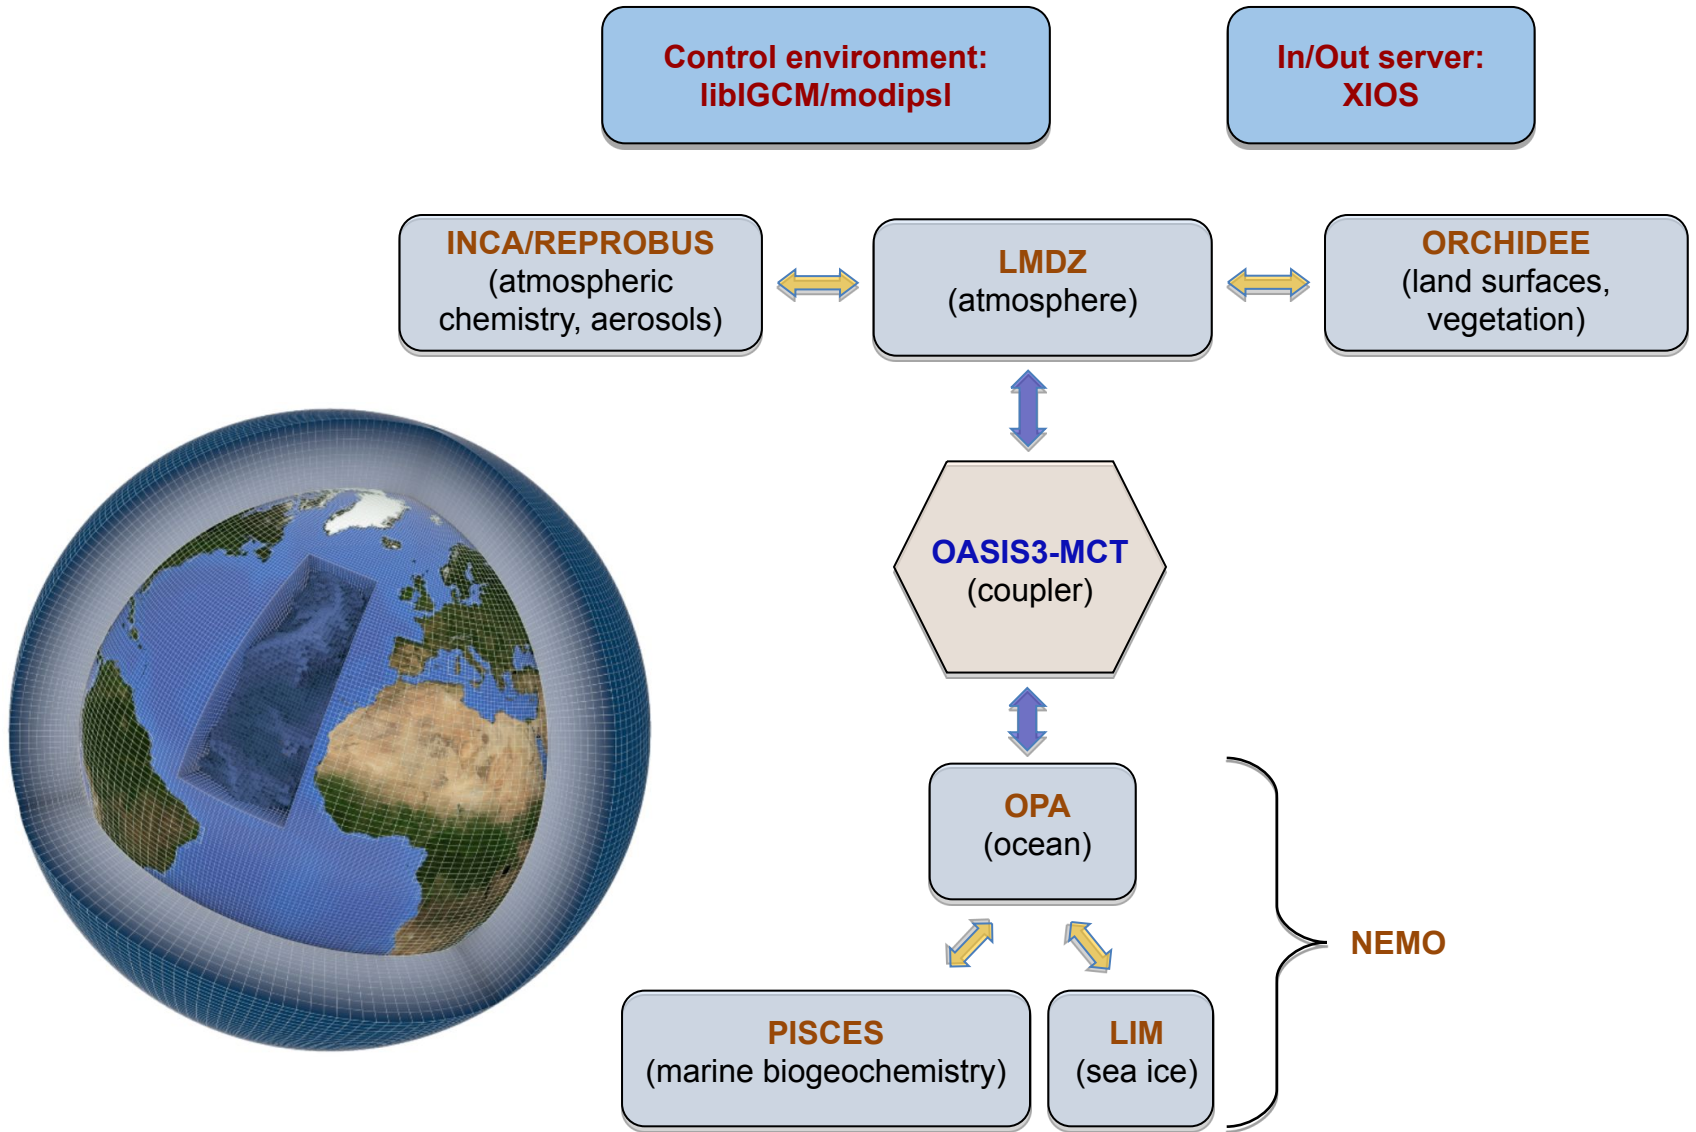 Control environment:
libIGCM/modipsl
In/Out server:
XIOS
INCA/REPROBUS
(atmospheric
chemistry, aerosols)
LMDZ
(atmosphere)
ORCHIDEE
(land surfaces,
vegetation)
OASIS3-MCT
(coupler)
OPA
(ocean)
NEMO
PISCES
(marine biogeochemistry)
LIM
(sea ice)